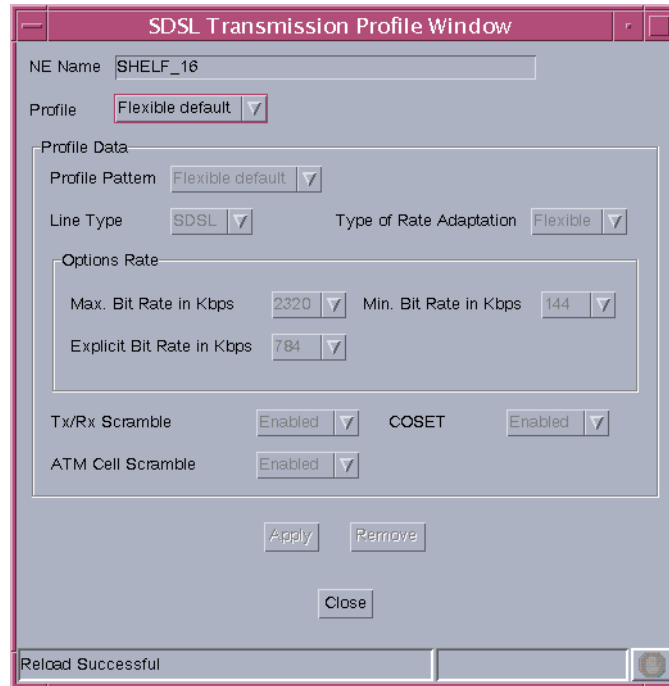 SDSL Transmission Profile Window
NE Name SHELF_16
Profile Flexible default
Profile Data
Profile Pattern Flexible default
Line Type SDSL Type of Rate Adaptation Flexible
Options Rate
Max. Bit Rate in Kbps 2320 Min. Bit Rate in Kbps 144
Explicit Bit Rate in Kbps 784
Tx/Rx Scramble Enabled COSET Enabled
ATM Cell Scramble Enabled
Apply Remove
Close
Reload Successful